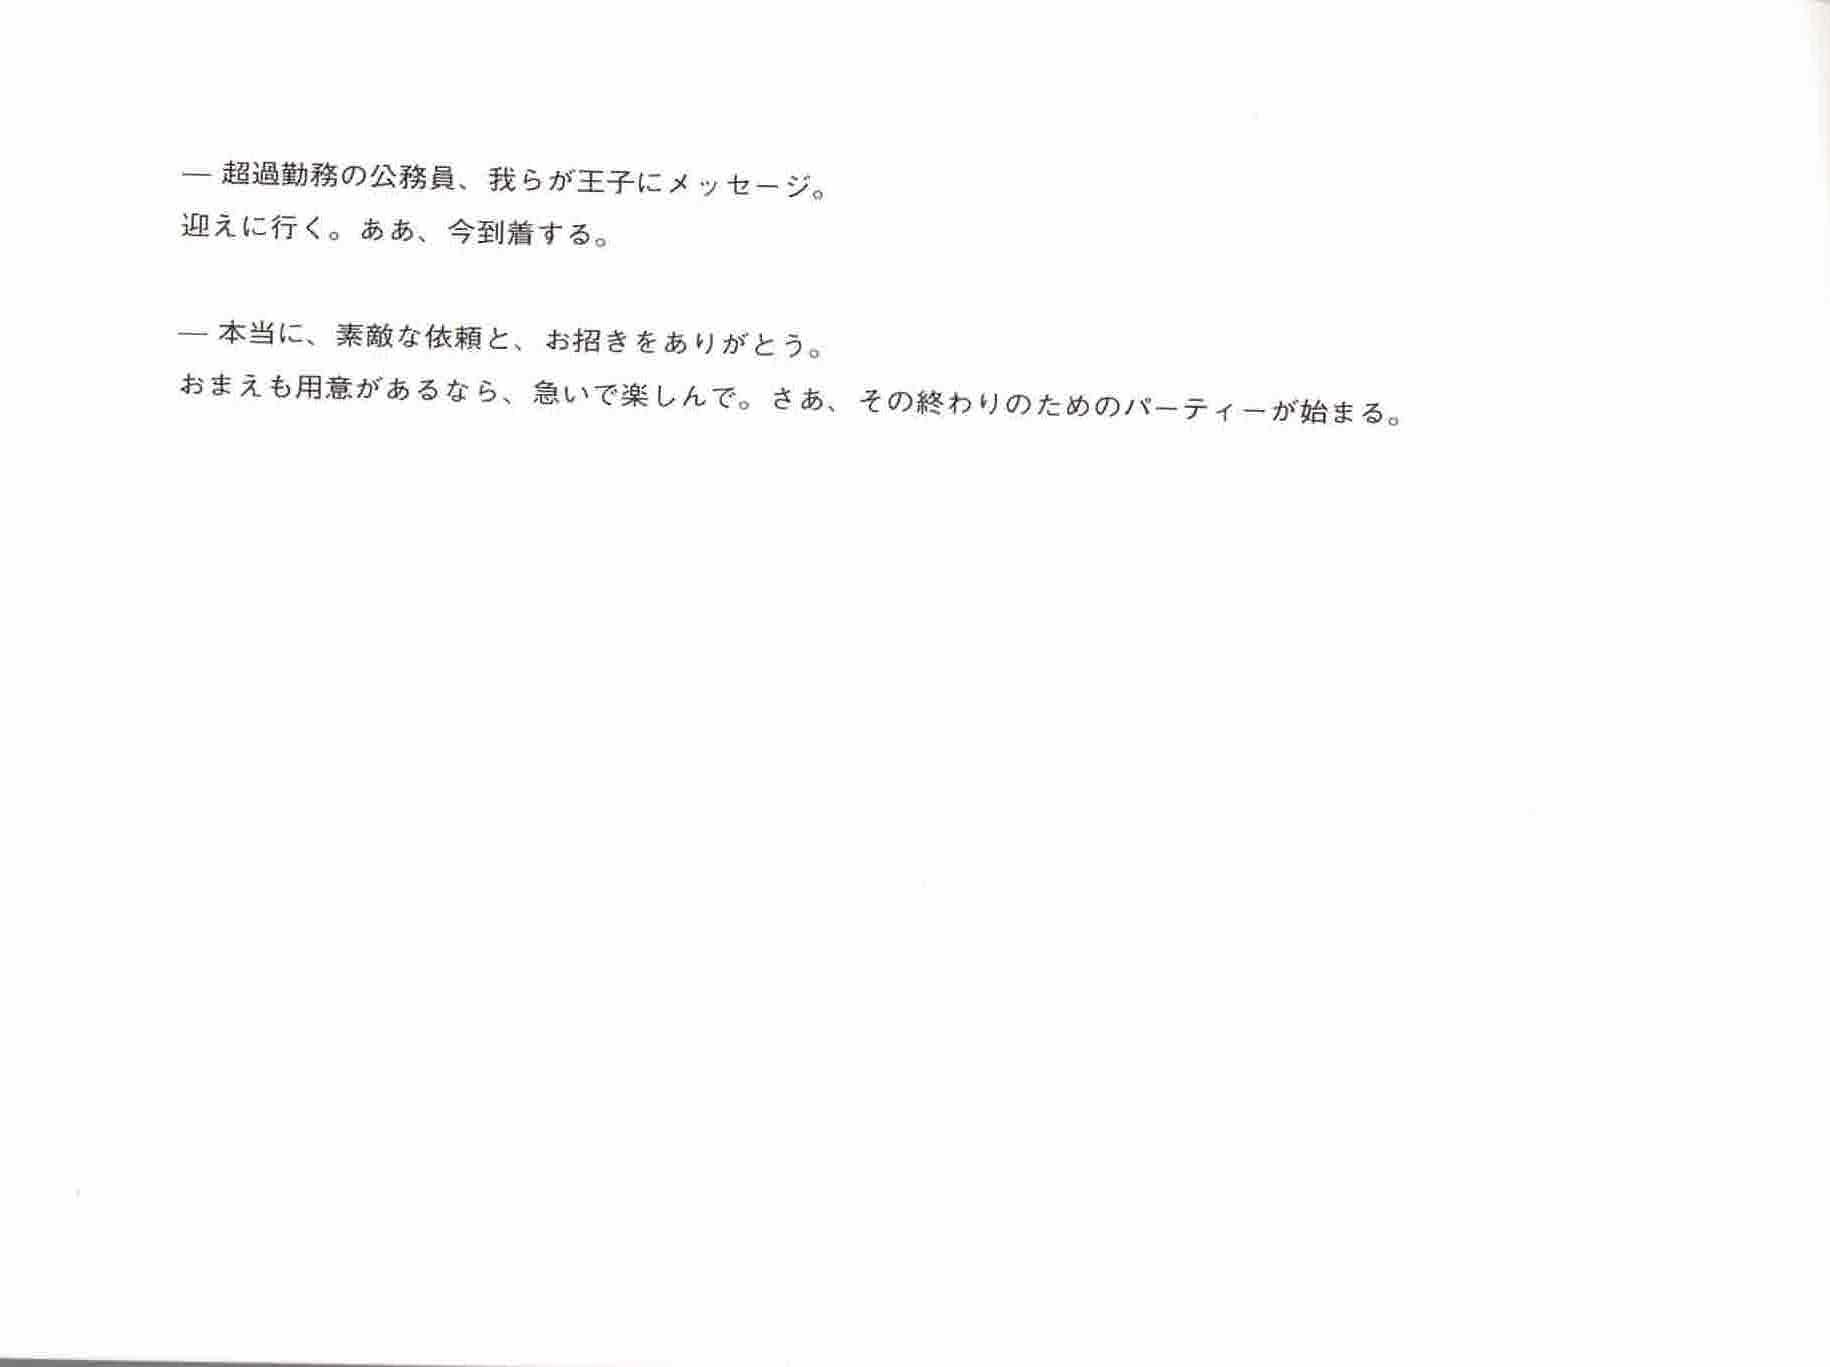 ― 超過勤務の公務員、我らが王子にメッセージ。
迎えに行く。ああ、今到着する。
― 本当に、素敵な依頼と、お招きをありがとう。
おまえも用意があるなら、急いで楽しんで。さあ、その終わりのためのパーティーが始まる。